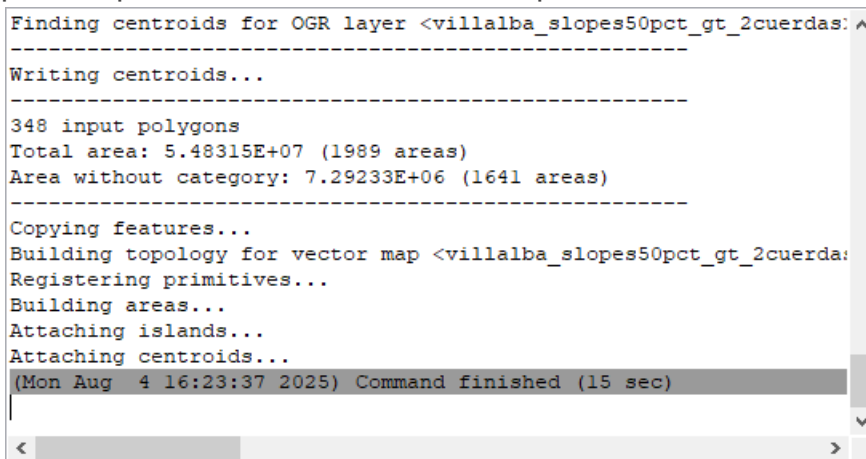 Finding centroids for OGR layer <villalba_slopes50pct_gt_2cuerdas
-----------------------------------------------------
Writing centroids...
-----------------------------------------------------
348 input polygons
Total area: 5.48315E+07 (1989 areas)
Area without category: 7.29233E+06 (1641 areas)
-----------------------------------------------------
Copying features...
Building topology for vector map <villalba_slopes50pct_gt_2cuerda
Registering primitives...
Building areas...
Attaching islands...
Attaching centroids...
(Mon Aug  4 16:23:37 2025) Command finished (15 sec)